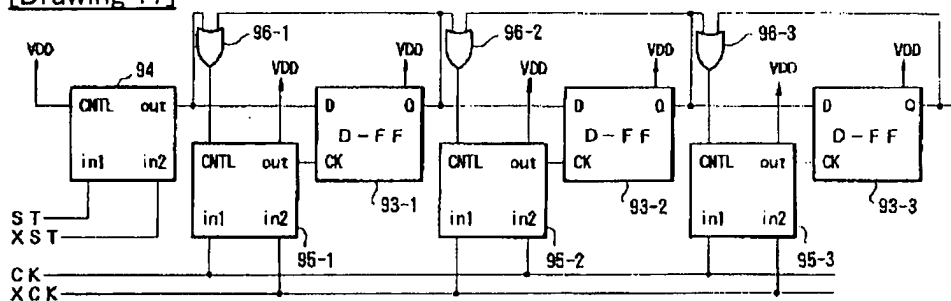 [Drawing 17]
96-1
96-2
96-3
VDD
94
VDD
VDD
VDD
VDD
VDD
VDD
CNTL out
in1 in2
D Q
D-FF
CK
93-1
D Q
D-FF
CK
93-2
D Q
D-FF
CK
93-3
CNTL out
in1 in2
95-1
CNTL out
in1 in2
95-2
CNTL out
in1 in2
95-3
ST
XST
CK
XCK